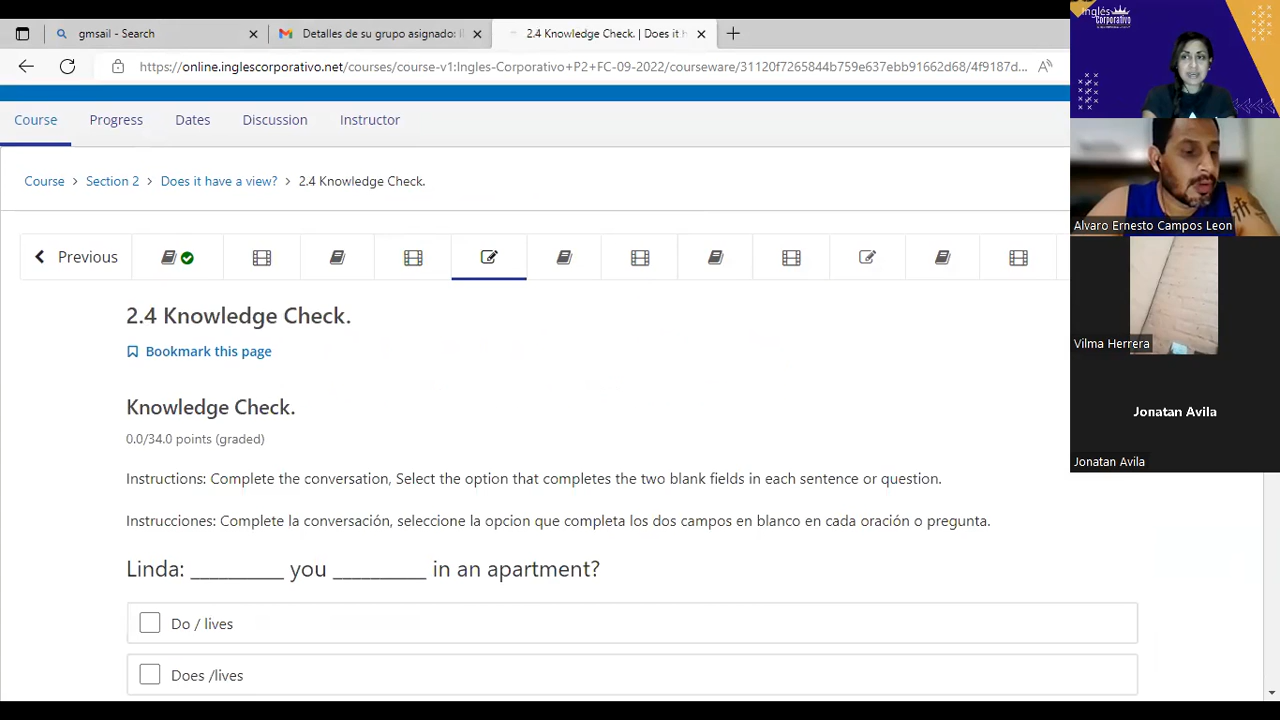 gmsail - Search
Detalles de su grupo asignado: I
2.4 Knowledge Check. | Does it h
https://online.inglescorporativo.net/courses/course-v1:Ingles-Corporativo+P2+FC-09-2022/courseware/31120f7265844b759e637ebb91662d68/4f9187d...
Course Progress Dates Discussion Instructor
Course > Section 2 > Does it have a view? > 2.4 Knowledge Check.
Previous
2.4 Knowledge Check.
Bookmark this page
Knowledge Check.
0.0/34.0 points (graded)
Instructions: Complete the conversation, Select the option that completes the two blank fields in each sentence or question.
Instrucciones: Complete la conversación, seleccione la opcion que completa los dos campos en blanco en cada oración o pregunta.
Linda: _________ you _________ in an apartment?
Do / lives
Does /lives
Inglés
Corporativo
Alvaro Ernesto Campos Leon
Vilma Herrera
Jonatan Avila
Jonatan Avila